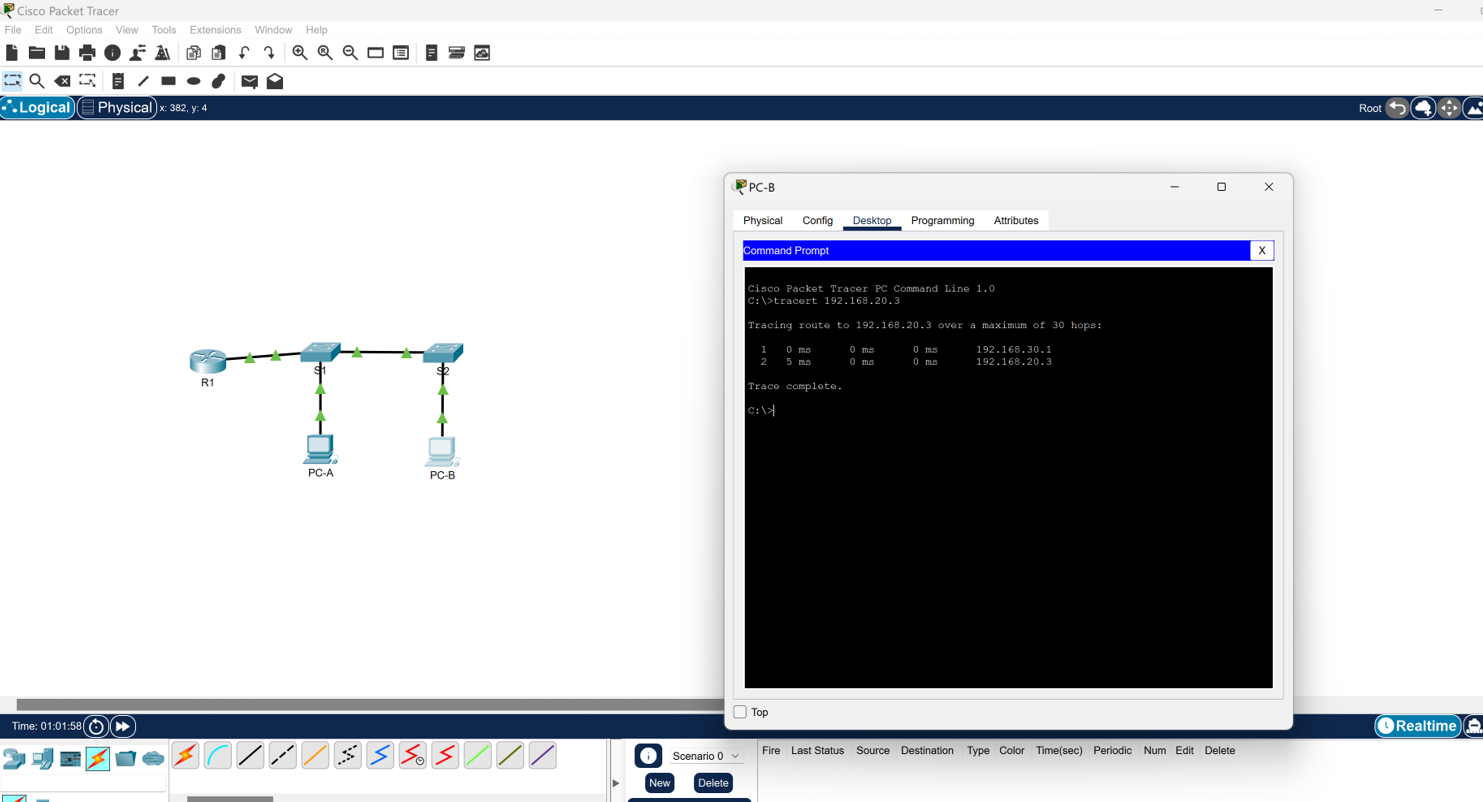 Cisco Packet Tracer
File Edit Options View Tools Extensions Window Help
Logical Physical x: 382, y: 4 Root
PC-B
Physical Config Desktop Programming Attributes
Command Prompt X
Cisco Packet Tracer PC Command Line 1.0
C:\>tracert 192.168.20.3
Tracing route to 192.168.20.3 over a maximum of 30 hops:
1 0 ms 0 ms 0 ms 192.168.30.1
2 5 ms 0 ms 0 ms 192.168.20.3
Trace complete.
C:\>
R1
S1
S2
PC-A
PC-B
Top
Time: 01:01:58 Realtime
Scenario 0
New Delete
Fire Last Status Source Destination Type Color Time(sec) Periodic Num Edit Delete